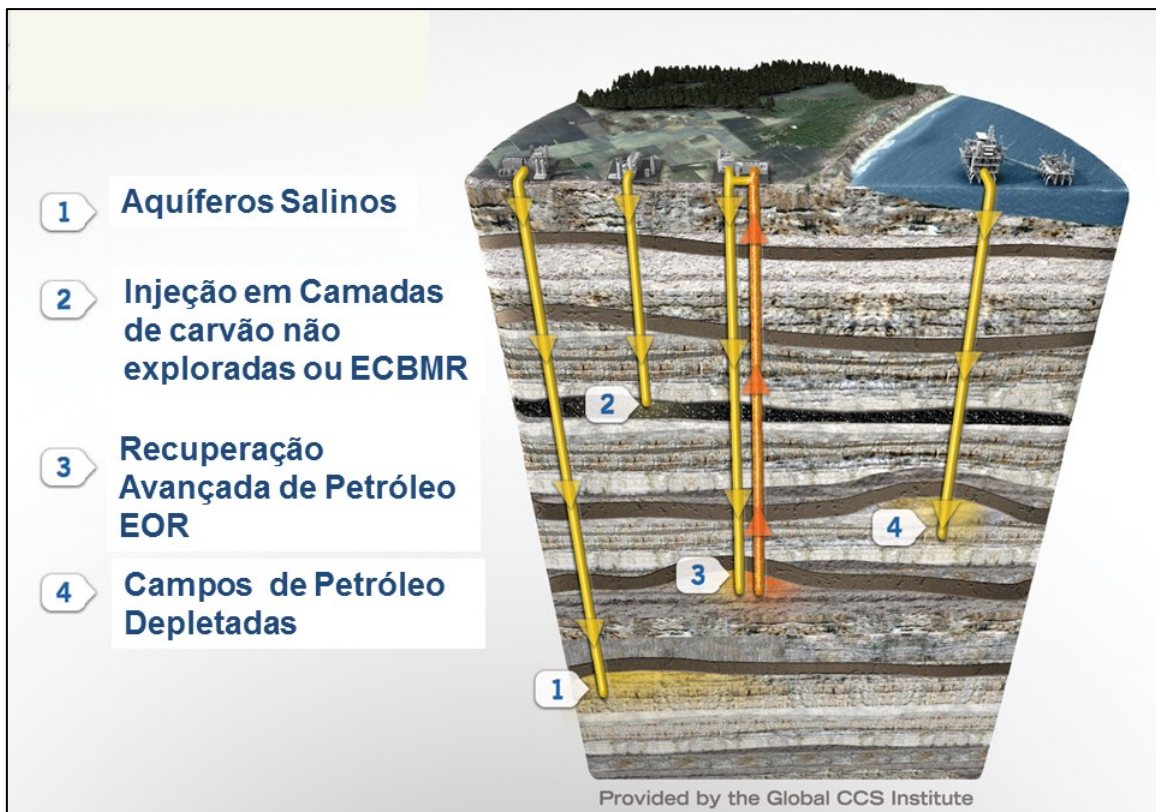 1
Aquíferos Salinos
2
Injeção em Camadas
de carvão não
exploradas ou ECBMR
3
Recuperação
Avançada de Petróleo
EOR
4
Campos de Petróleo
Depletadas
2
4
3
1
Provided by the Global CCS Institute